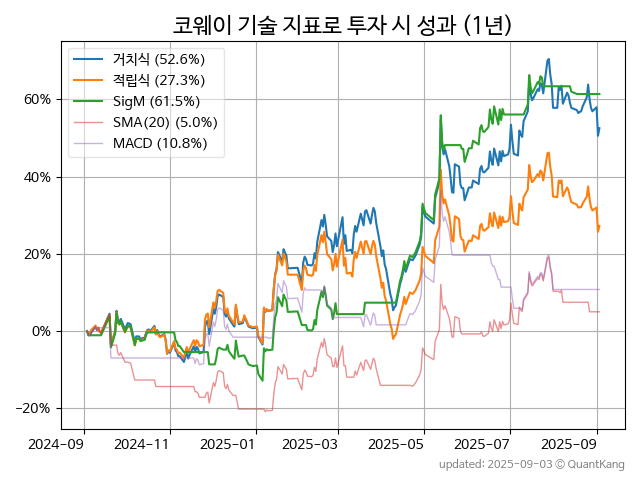 코웨이 기술 지표로 투자 시 성과 (1년)
거치식 (52.6%)
적립식 (27.3%)
SigM (61.5%)
SMA(20) (5.0%)
MACD (10.8%)
60%
40%
20%
0%
−20%
2024−09 2024−11 2025−01 2025−03 2025−05 2025−07 2025−09
updated: 2025-09-03 © QuantKang